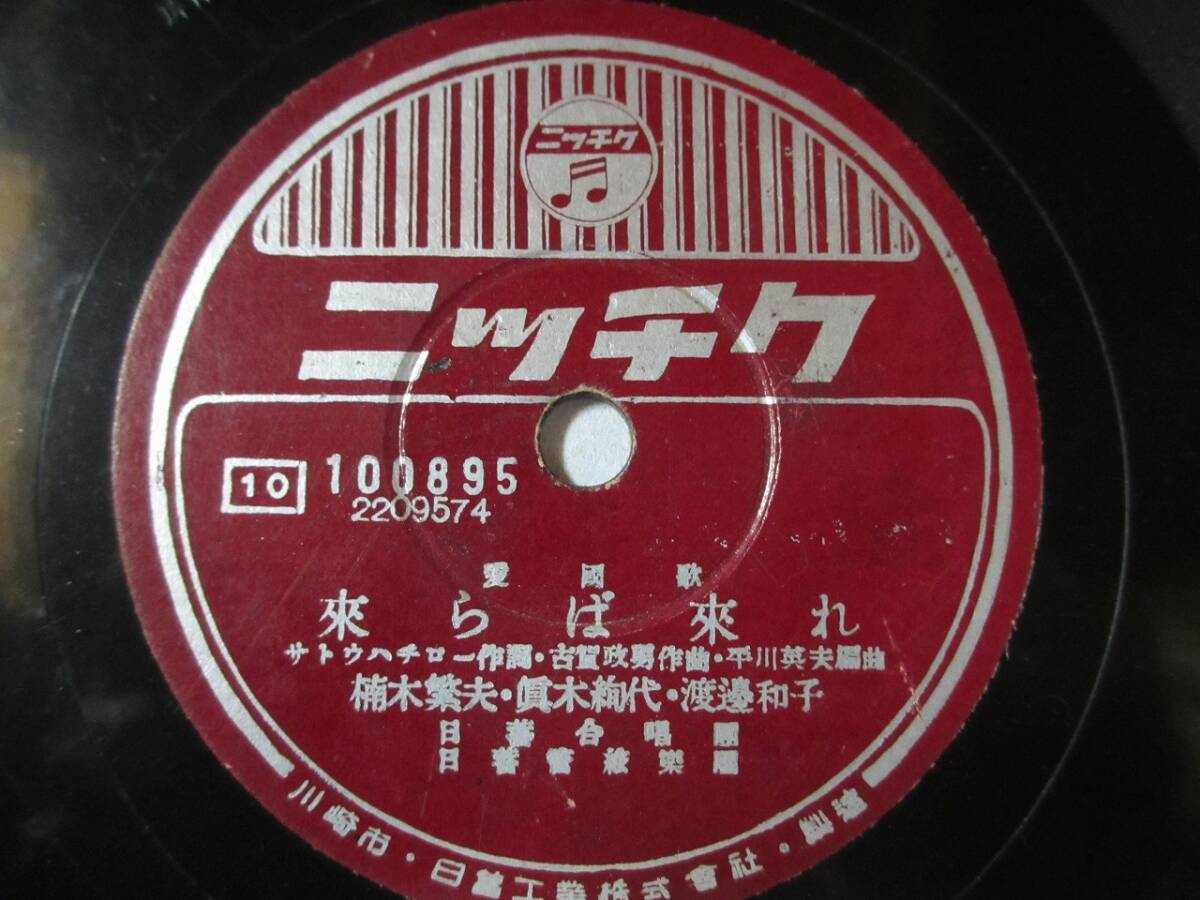 ニッチク
ニッチク
10 100895
2209574
愛國歌
來らば來れ
サトウハチロー作詞・古賀政男作曲・平川英夫編曲
楠木繁夫・眞木絢代・渡邊和子
日蓄合唱團
日蓄管絃樂團
川崎市・日蓄工業株式會社・